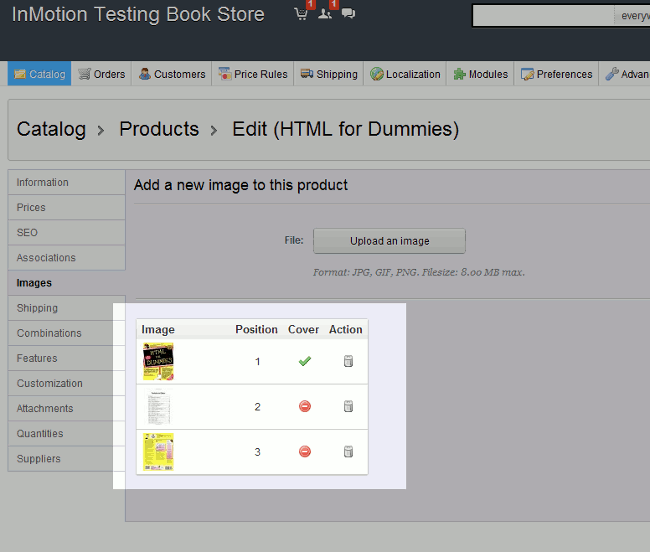 InMotion Testing Book Store
1
1
everyv
Catalog Orders Customers Price Rules Shipping Localization Modules Preferences Advan
Catalog > Products > Edit (HTML for Dummies)
Information
Prices
SEO
Associations
Images
Shipping
Combinations
Features
Customization
Attachments
Quantities
Suppliers
Add a new image to this product
File: Upload an image
Format: JPG, GIF, PNG. Filesize: 8.00 MB max.
Image Position Cover Action
HTML
DUMMIES
1
2
3